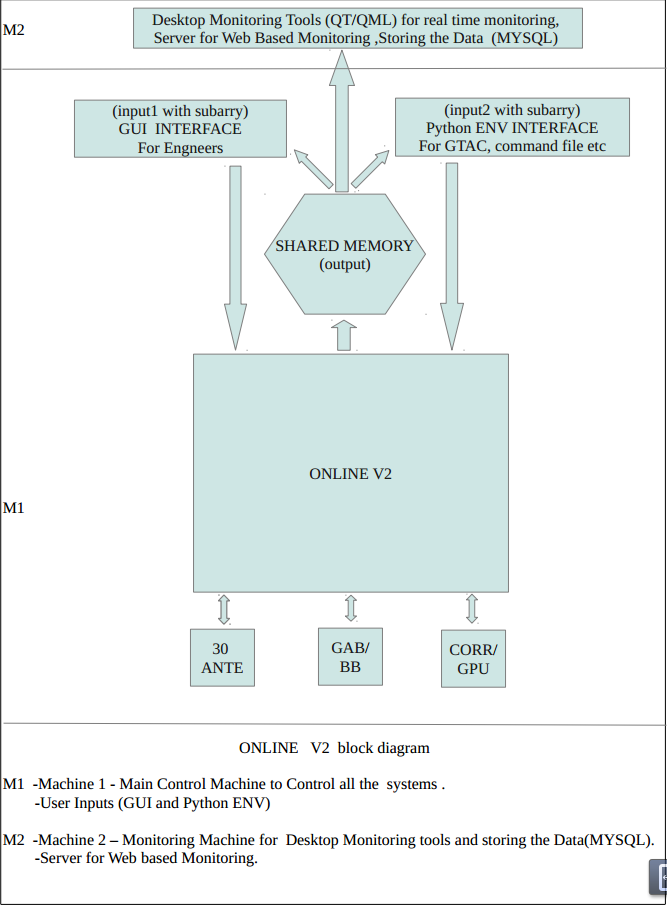 M2
Desktop Monitoring Tools (QT/QML) for real time monitoring,
Server for Web Based Monitoring ,Storing the Data (MYSQL)
(input1 with subarry)
GUI INTERFACE
For Engneers
(input2 with subarry)
Python ENV INTERFACE
For GTAC, command file etc
SHARED MEMORY
(output)
ONLINE V2
M1
30
ANTE
GAB/
BB
CORR/
GPU
ONLINE V2 block diagram
M1 -Machine 1 - Main Control Machine to Control all the systems .
-User Inputs (GUI and Python ENV)
M2 -Machine 2 – Monitoring Machine for Desktop Monitoring tools and storing the Data(MYSQL).
-Server for Web based Monitoring.